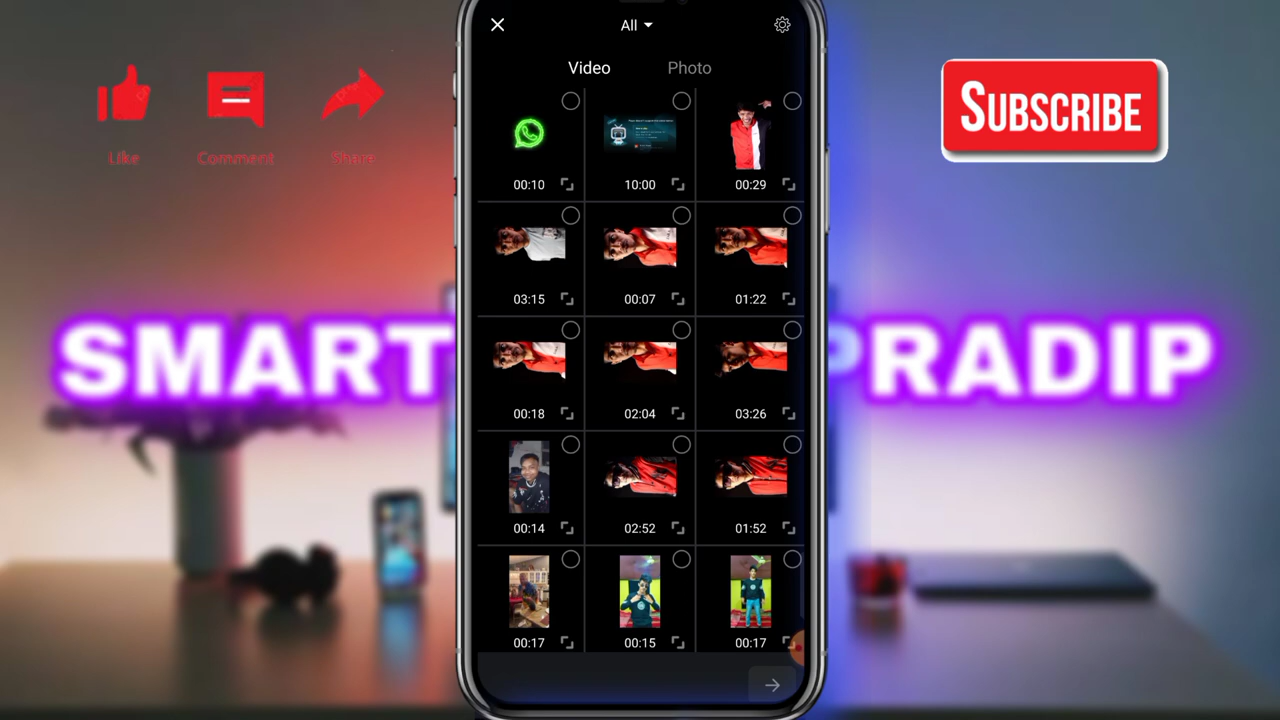 All
Video Photo
Like Comment Share
SUBSCRIBE
00:10 10:00 00:29
03:15 00:07 01:22
SMART PRADIP
00:18 02:04 03:26
00:14 02:52 01:52
00:17 00:15 00:17